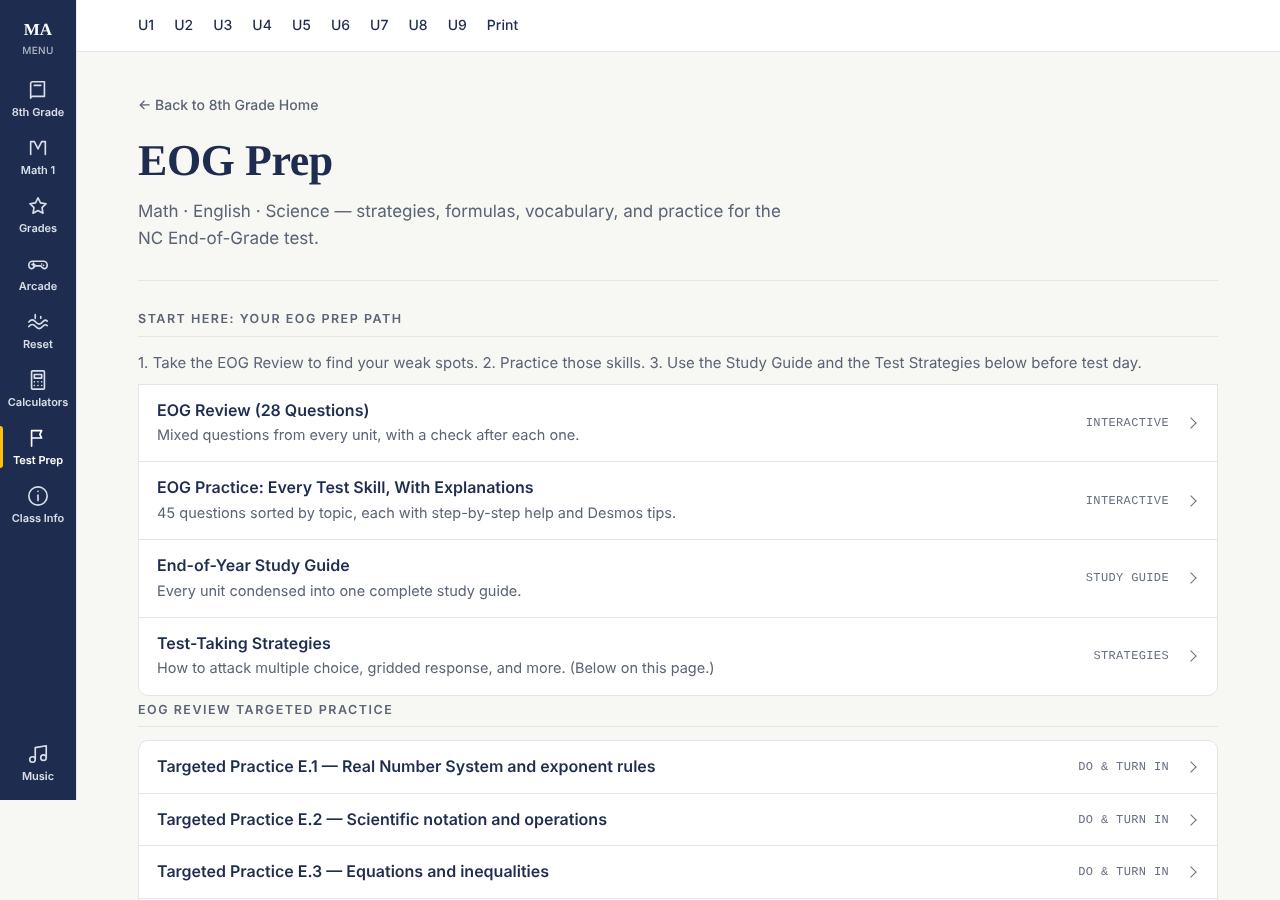 MA
MENU
8th Grade
Math 1
Grades
Arcade
Reset
Calculators
Test Prep
Class Info
Music
U1 U2 U3 U4 U5 U6 U7 U8 U9 Print
← Back to 8th Grade Home
EOG Prep
Math · English · Science — strategies, formulas, vocabulary, and practice for the
NC End-of-Grade test.
START HERE: YOUR EOG PREP PATH
1. Take the EOG Review to find your weak spots. 2. Practice those skills. 3. Use the Study Guide and the Test Strategies below before test day.
EOG Review (28 Questions)
Mixed questions from every unit, with a check after each one.
INTERACTIVE
EOG Practice: Every Test Skill, With Explanations
45 questions sorted by topic, each with step-by-step help and Desmos tips.
INTERACTIVE
End-of-Year Study Guide
Every unit condensed into one complete study guide.
STUDY GUIDE
Test-Taking Strategies
How to attack multiple choice, gridded response, and more. (Below on this page.)
STRATEGIES
EOG REVIEW TARGETED PRACTICE
Targeted Practice E.1 — Real Number System and exponent rules
DO & TURN IN
Targeted Practice E.2 — Scientific notation and operations
DO & TURN IN
Targeted Practice E.3 — Equations and inequalities
DO & TURN IN